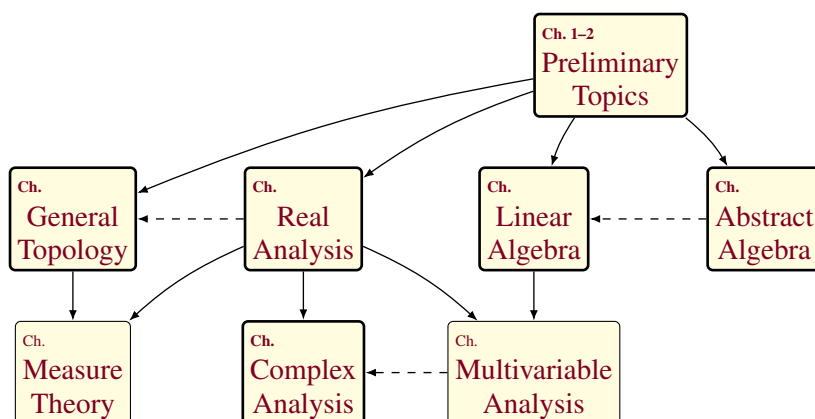 Ch. 1–2
Preliminary
Topics
Ch.
General
Topology
Ch.
Real
Analysis
Ch.
Linear
Algebra
Ch.
Abstract
Algebra
Ch.
Measure
Theory
Ch.
Complex
Analysis
Ch.
Multivariable
Analysis